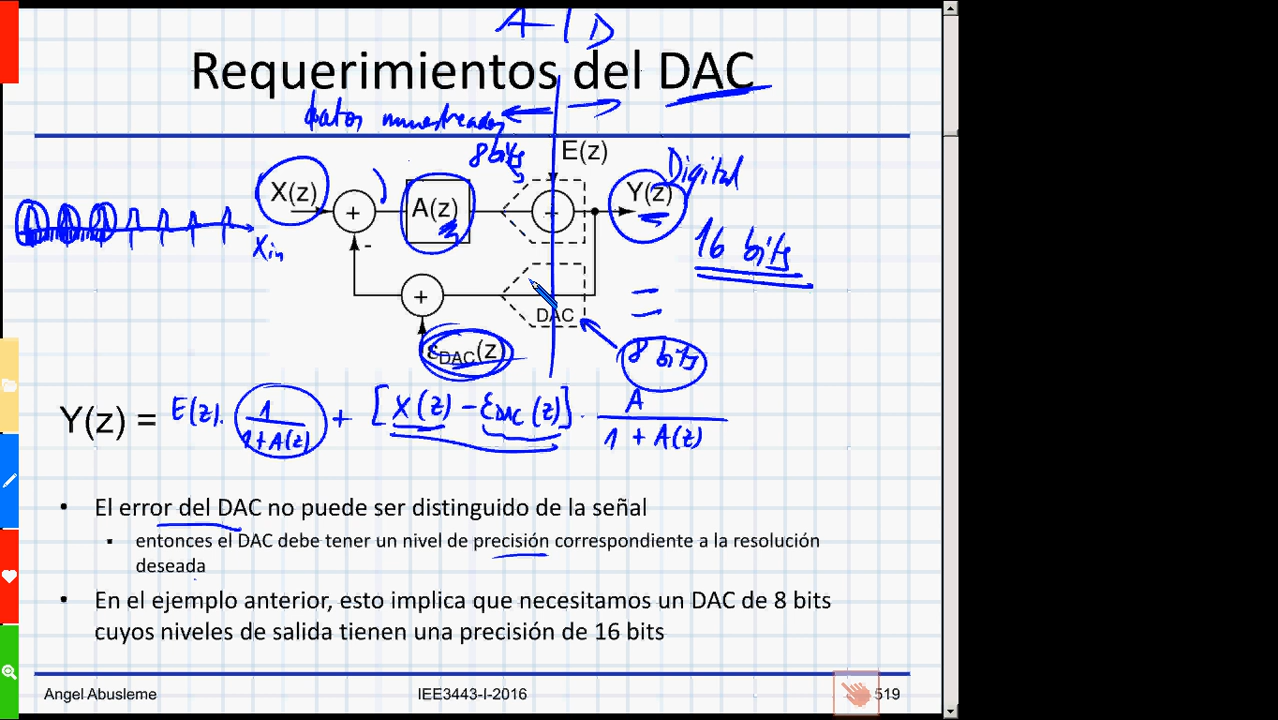 A | D
Requerimientos del DAC
datos muestreados
8 bits
E(z)
Digital
X(z)
+
A(z)
+
Y(z)
16 bits
Xin
-
+
DAC
=
εDAC(z)
8 bits
Y(z) = E(z). 1/1+A(z) + [X(z) - εDAC(z)] . A/1 + A(z)
• El error del DAC no puede ser distinguido de la señal
▪ entonces el DAC debe tener un nivel de precisión correspondiente a la resolución
deseada
• En el ejemplo anterior, esto implica que necesitamos un DAC de 8 bits
cuyos niveles de salida tienen una precisión de 16 bits
Angel Abusleme IEE3443-I-2016 519